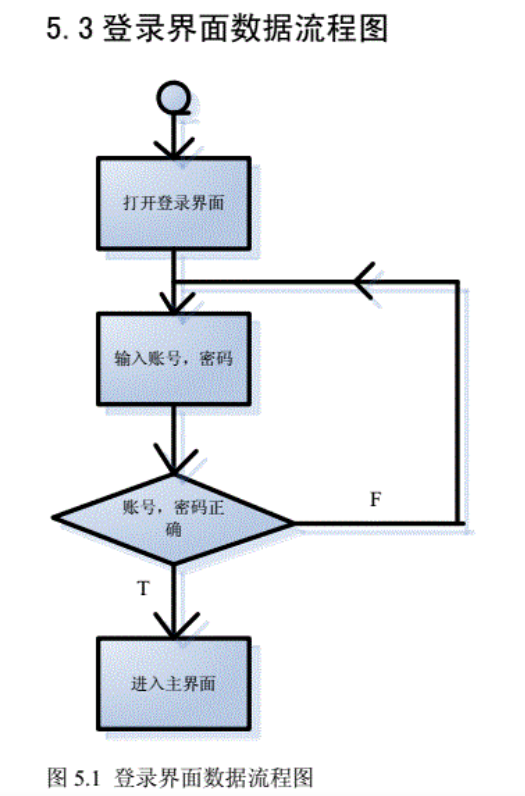 5.3 登录界面数据流程图
打开登录界面
输入账号，密码
账号，密码正
确
F
T
进入主界面
图 5.1 登录界面数据流程图